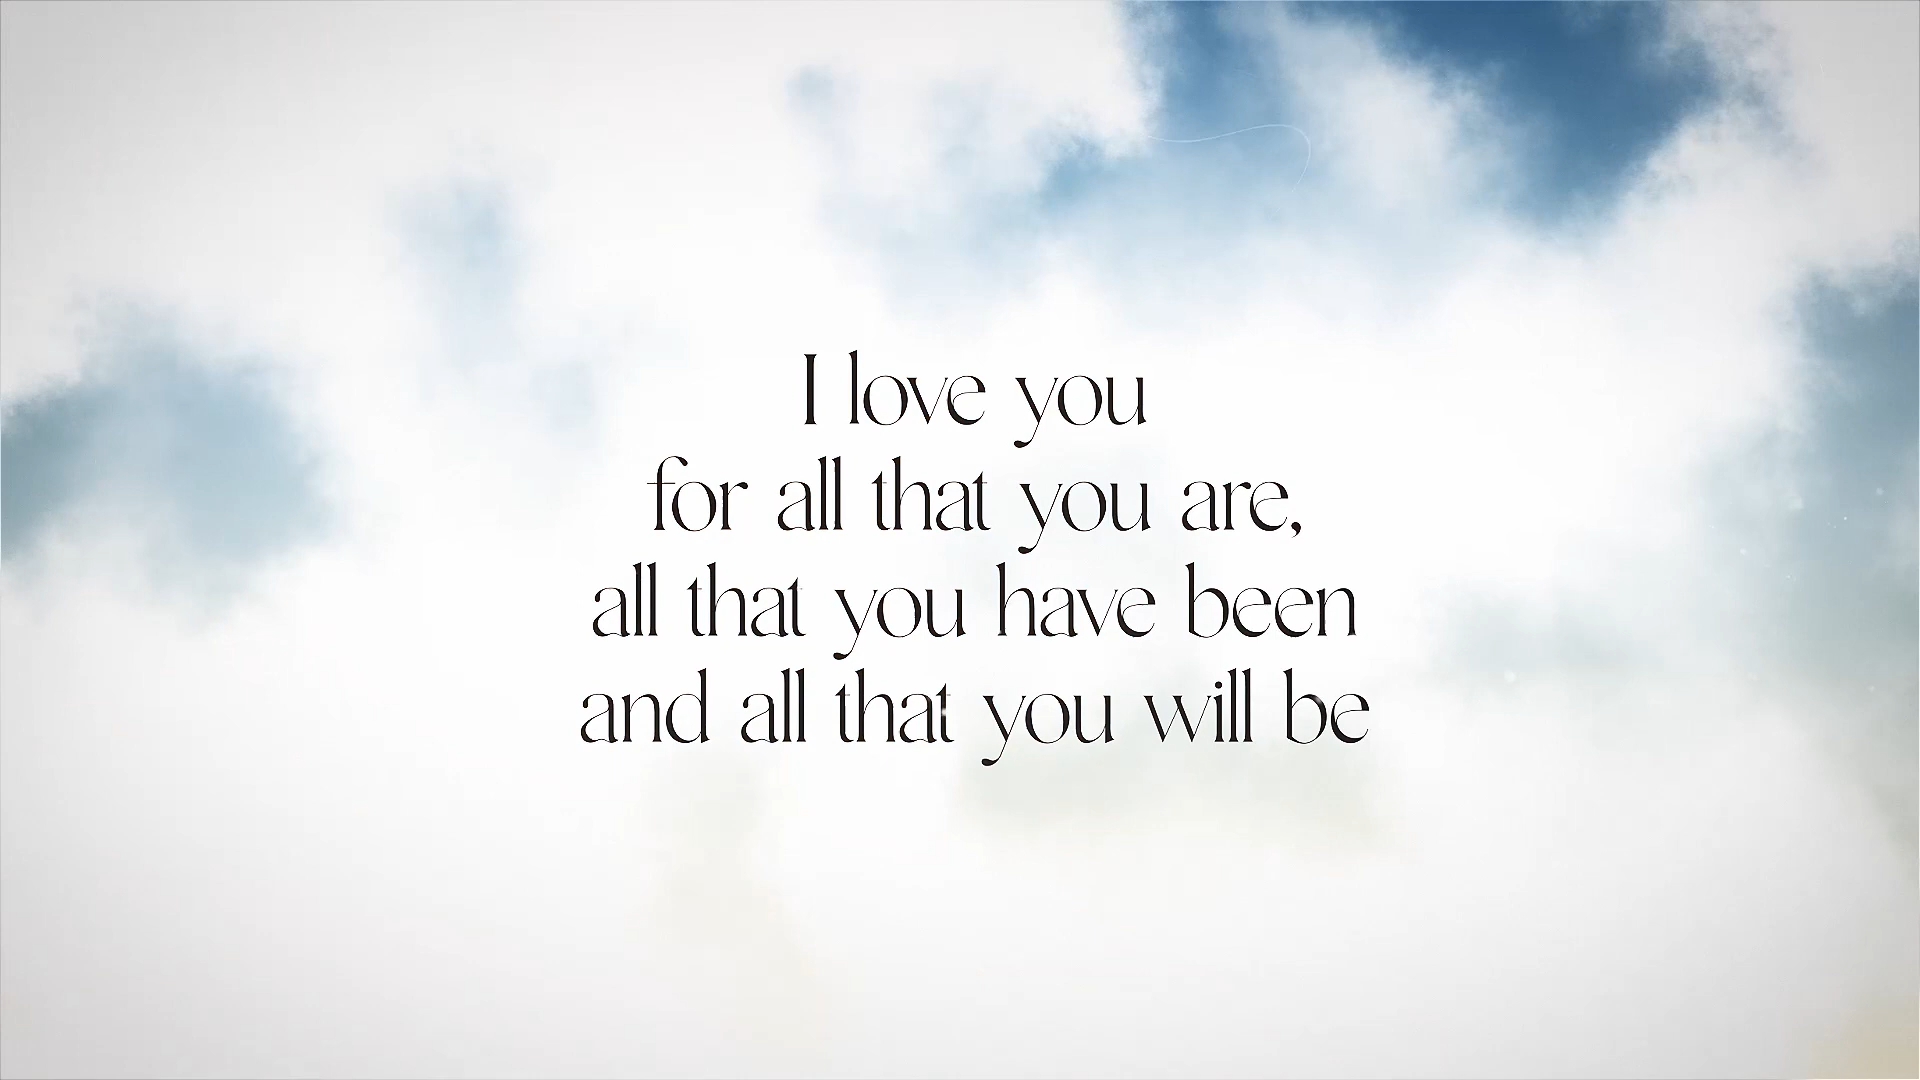 I love you
for all that you are,
all that you have been
and all that you will be